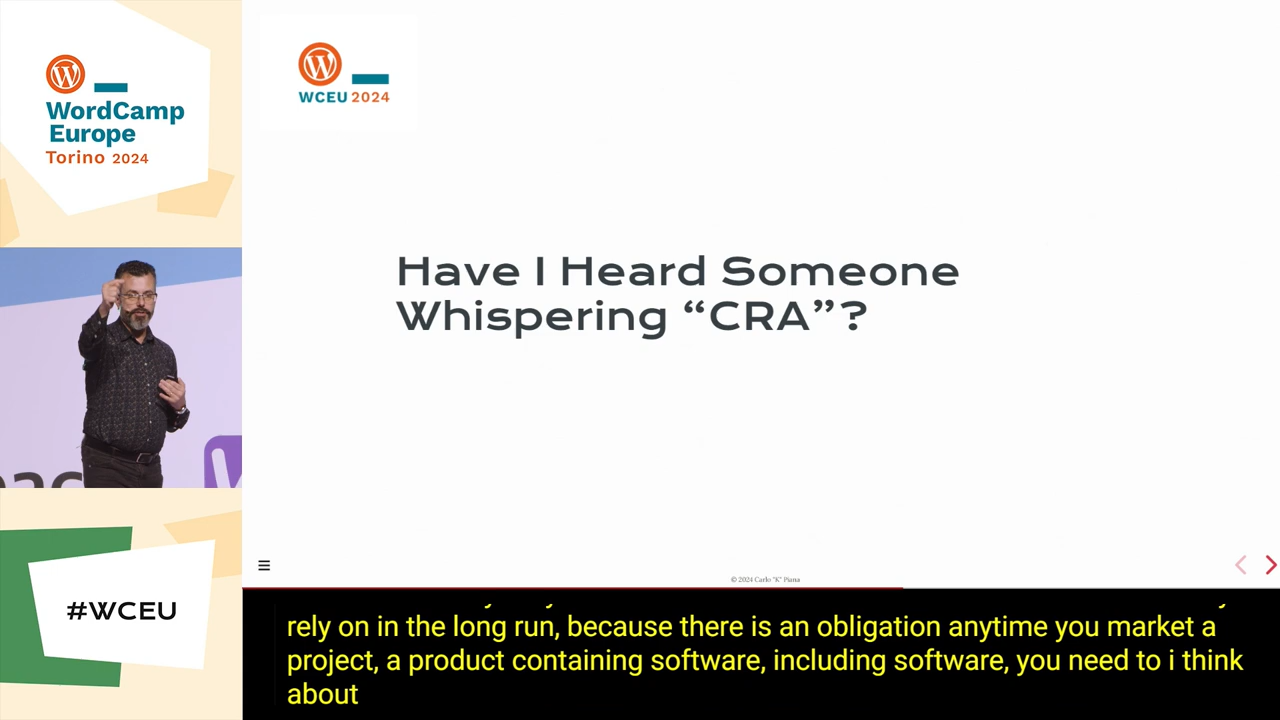 WordCamp
Europe
Torino 2024
#WCEU
WCEU 2024
Have I Heard Someone
Whispering “CRA”?
© 2024 Carlo "K" Piana
rely on in the long run, because there is an obligation anytime you market a
project, a product containing software, including software, you need to i think
about